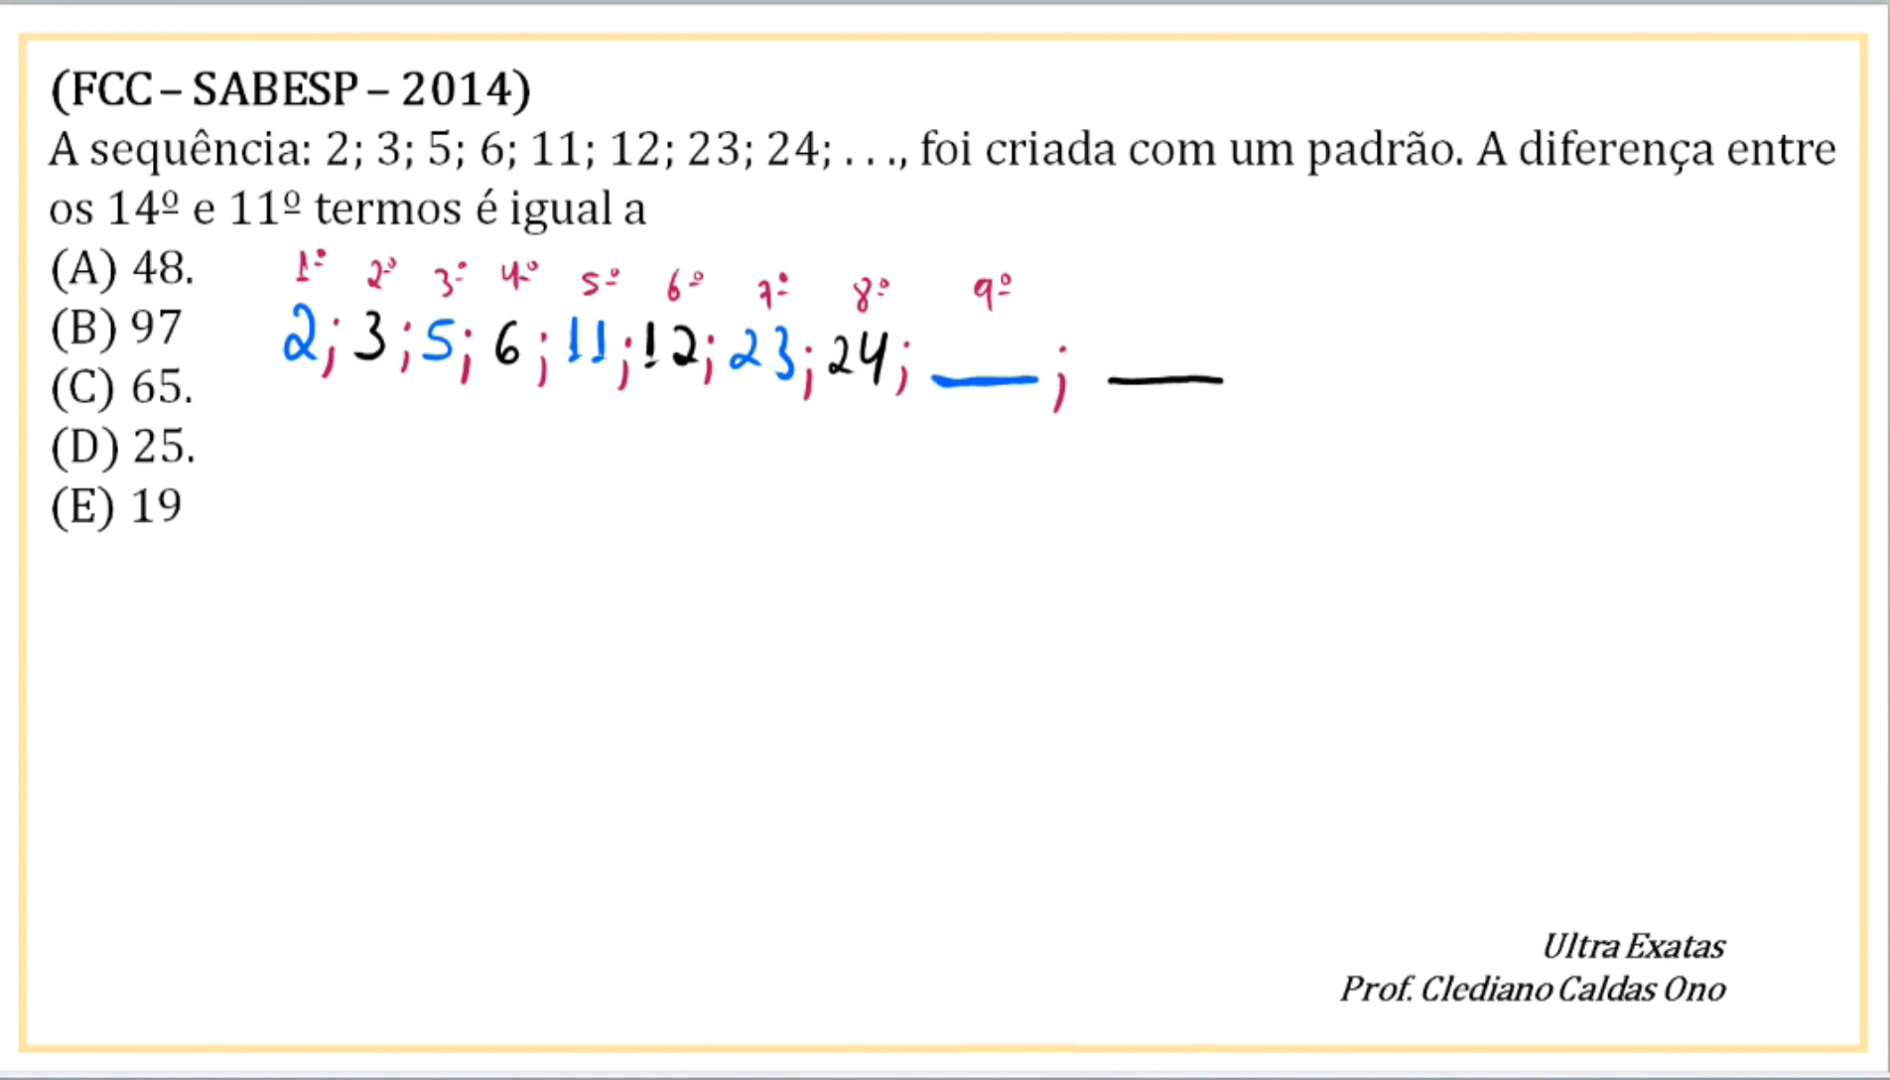 (FCC – SABESP – 2014)
A sequência: 2; 3; 5; 6; 11; 12; 23; 24; . . ., foi criada com um padrão. A diferença entre
os 14º e 11º termos é igual a
(A) 48.
1º 2º 3º 4º 5º 6º 7º 8º 9º
(B) 97
2; 3; 5; 6; 11; 12; 23; 24; __; __
(C) 65.
(D) 25.
(E) 19
Ultra Exatas
Prof. Clediano Caldas Ono